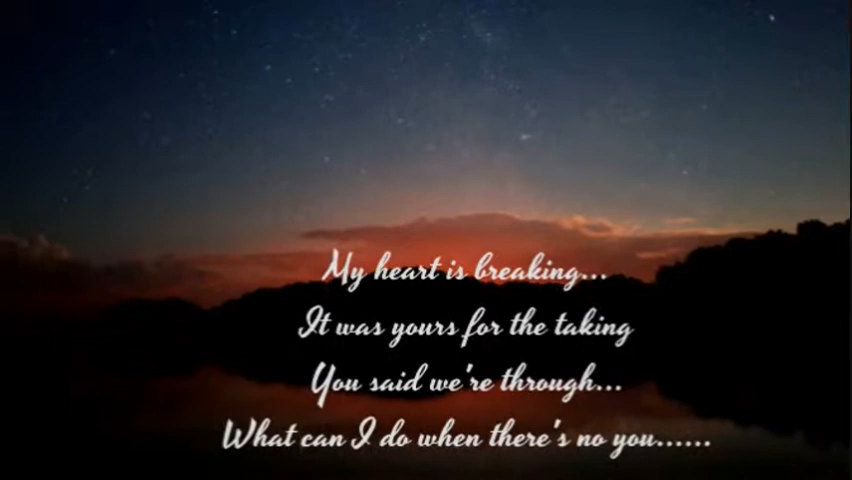 My heart is breaking...
It was yours for the taking
You said we're through...
What can I do when there's no you......